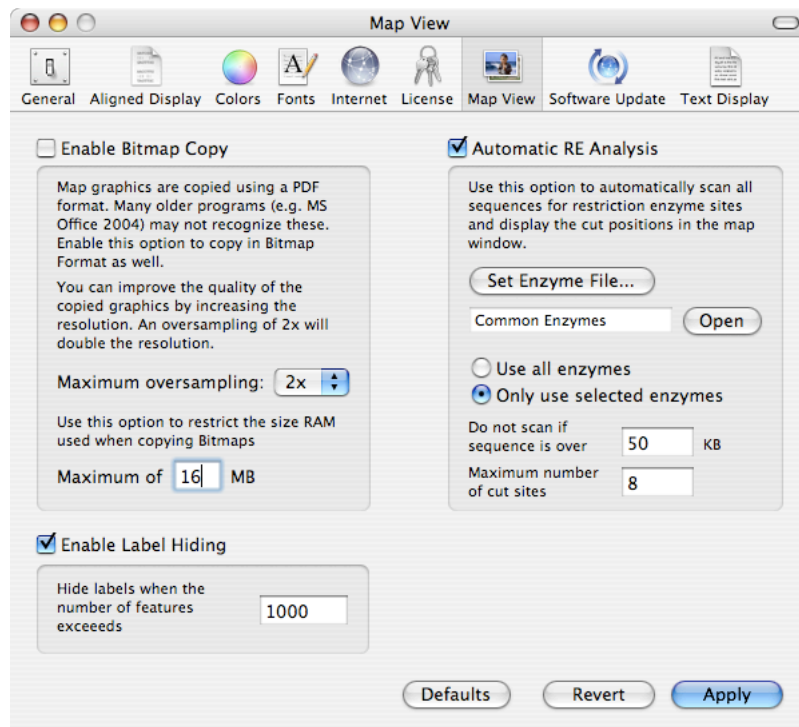 Map View
General Aligned Display Colors Fonts Internet License Map View Software Update Text Display
Enable Bitmap Copy
Map graphics are copied using a PDF
format. Many older programs (e.g. MS
Office 2004) may not recognize these.
Enable this option to copy in Bitmap
Format as well.
You can improve the quality of the
copied graphics by increasing the
resolution. An oversampling of 2x will
double the resolution.
Maximum oversampling: 2x
Use this option to restrict the size RAM
used when copying Bitmaps
Maximum of 16 MB
Enable Label Hiding
Hide labels when the
number of features
exceeeds
1000
Automatic RE Analysis
Use this option to automatically scan all
sequences for restriction enzyme sites
and display the cut positions in the map
window.
Set Enzyme File...
Common Enzymes Open
Use all enzymes
Only use selected enzymes
Do not scan if
sequence is over 50 KB
Maximum number
of cut sites 8
Defaults Revert Apply